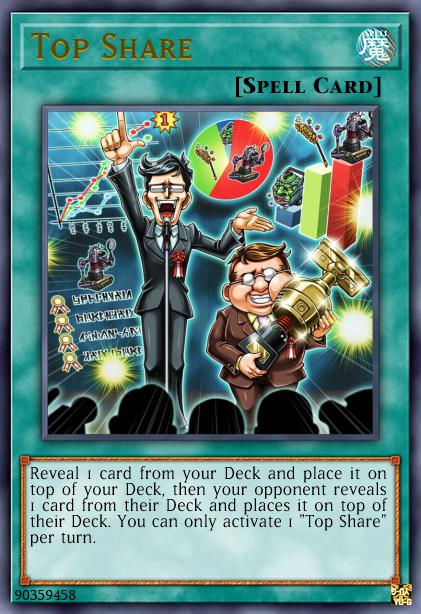 Top Share
SPELL
魔
[Spell Card]
1
Reveal 1 card from your Deck and place it on
top of your Deck, then your opponent reveals
1 card from their Deck and places it on top of
their Deck. You can only activate 1 "Top Share"
per turn.
90359458